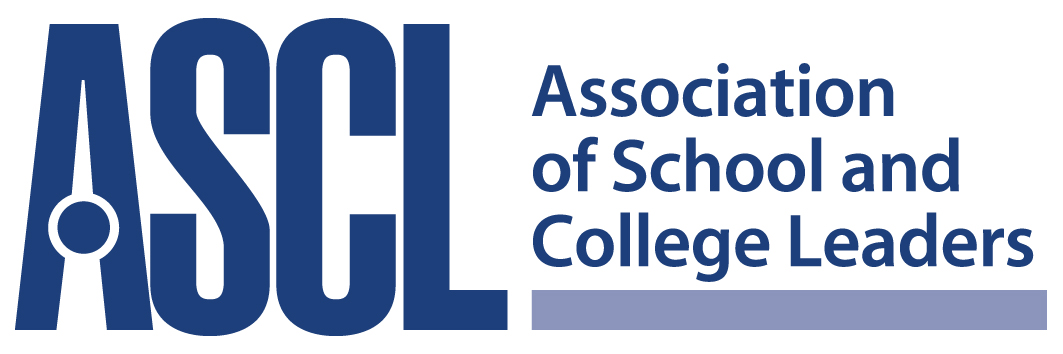 ASCL
Association
of School and
College Leaders